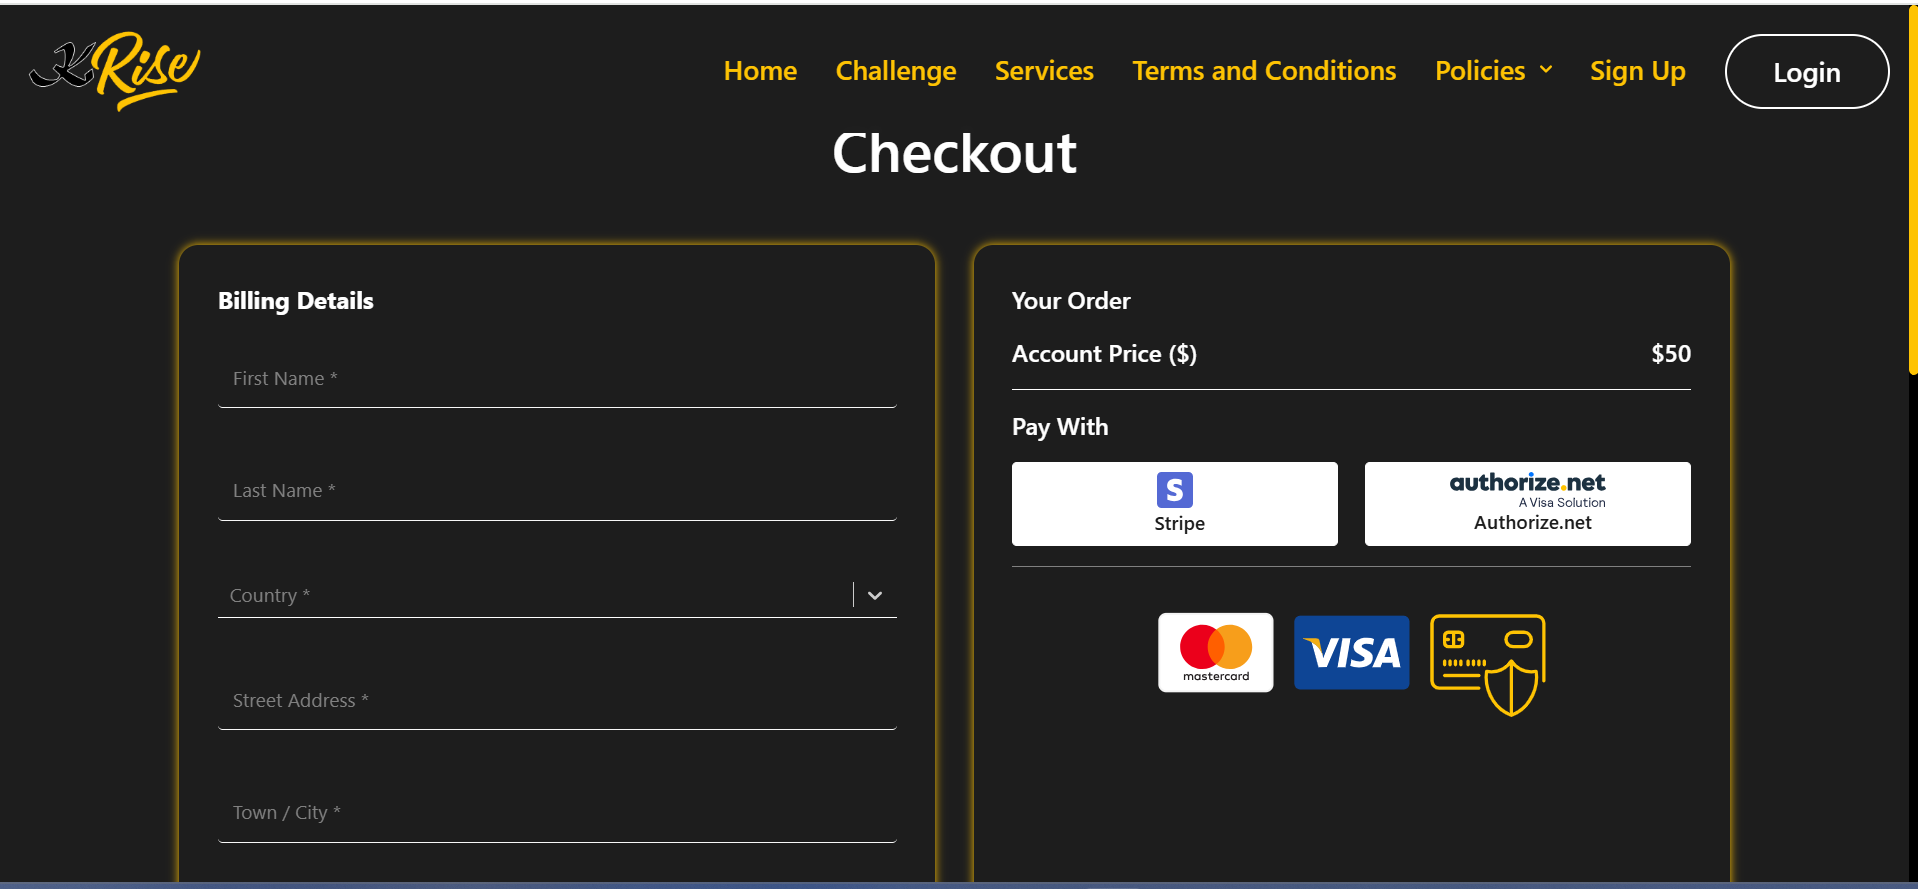 KRise
Home Challenge Services Terms and Conditions Policies Sign Up Login
Checkout
Billing Details
First Name *
Last Name *
Country *
Street Address *
Town / City *
Your Order
Account Price ($) $50
Pay With
S
Stripe
authorize.net
A Visa Solution
Authorize.net
mastercard
VISA